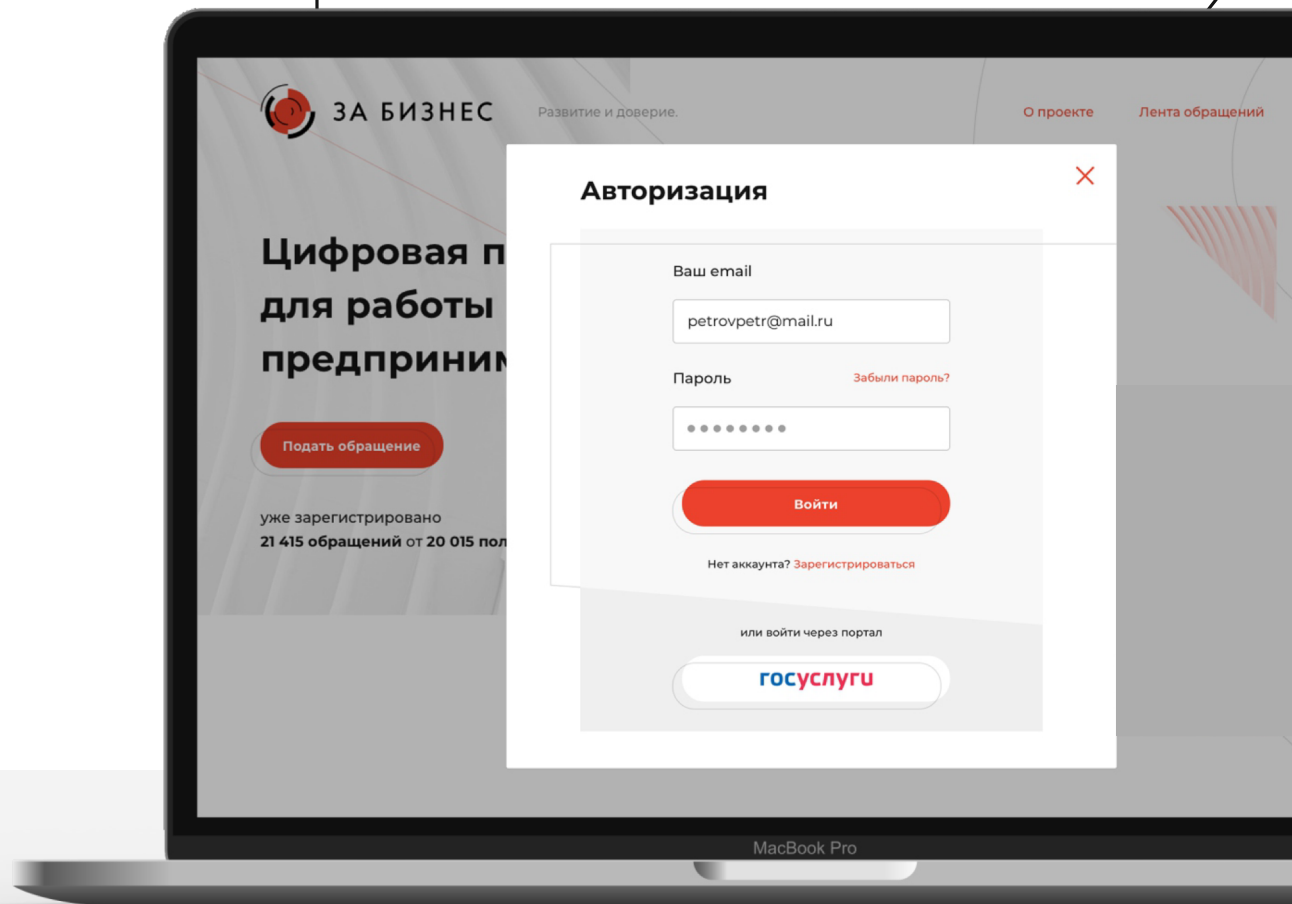 ЗА БИЗНЕС
Развитие и доверие.
О проекте
Лента обращений
Авторизация
Цифровая п
для работы
предприним
Подать обращение
уже зарегистрировано
21 415 обращений от 20 015 пол
Ваш email
petrovpetr@mail.ru
Пароль
Забыли пароль?
Войти
Нет аккаунта? Зарегистрироваться
или войти через портал
госуслуги
MacBook Pro